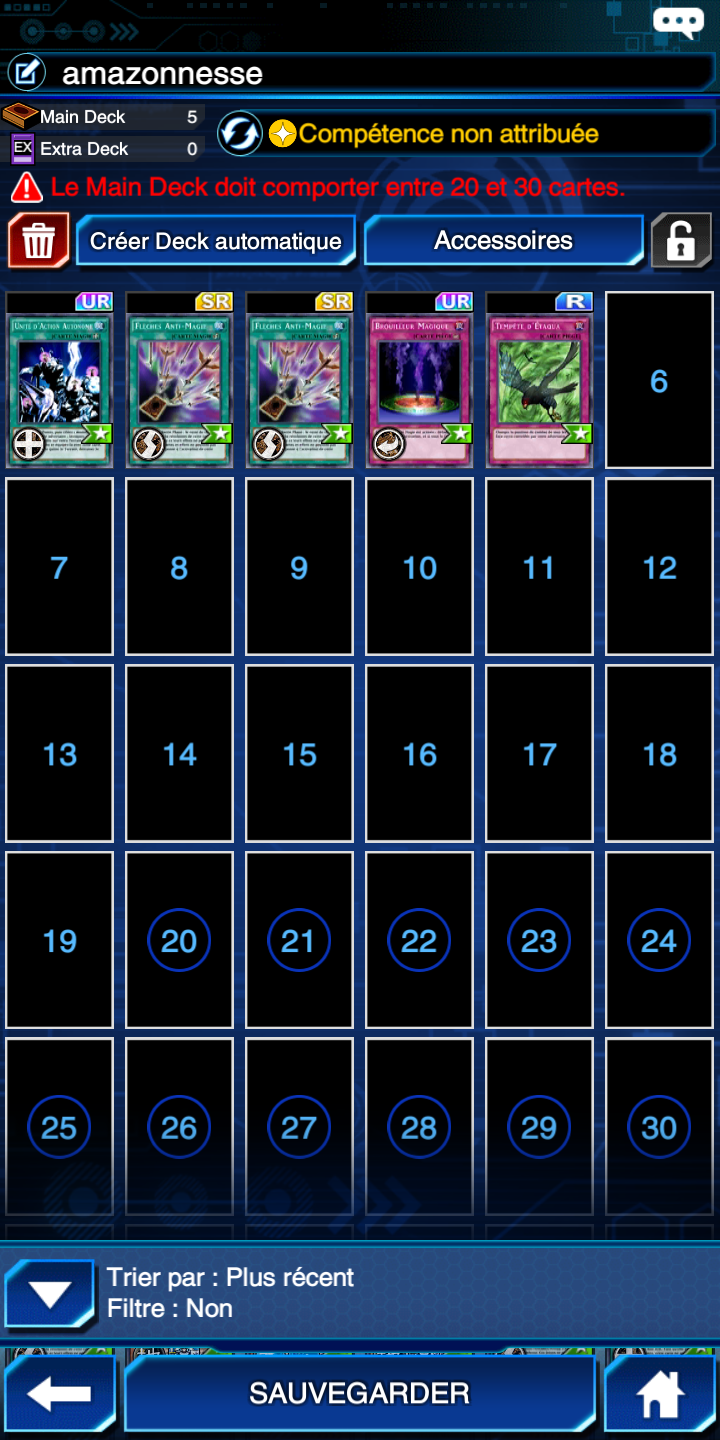 amazonnesse
Main Deck 5
EX Extra Deck 0
Compétence non attribuée
Le Main Deck doit comporter entre 20 et 30 cartes.
Créer Deck automatique
Accessoires
UR SR SR UR R
Unité d'Action Autonome Flèches Anti-Magie Flèches Anti-Magie Brouilleur Magique Tempête d'Étaqua
6
7 8 9 10 11 12
13 14 15 16 17 18
19 20 21 22 23 24
25 26 27 28 29 30
Trier par : Plus récent
Filtre : Non
SAUVEGARDER